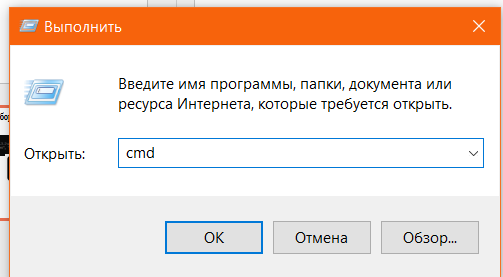 Выполнить
Введите имя программы, папки, документа или
ресурса Интернета, которые требуется открыть.
Открыть:
cmd
OK
Отмена
Обзор...